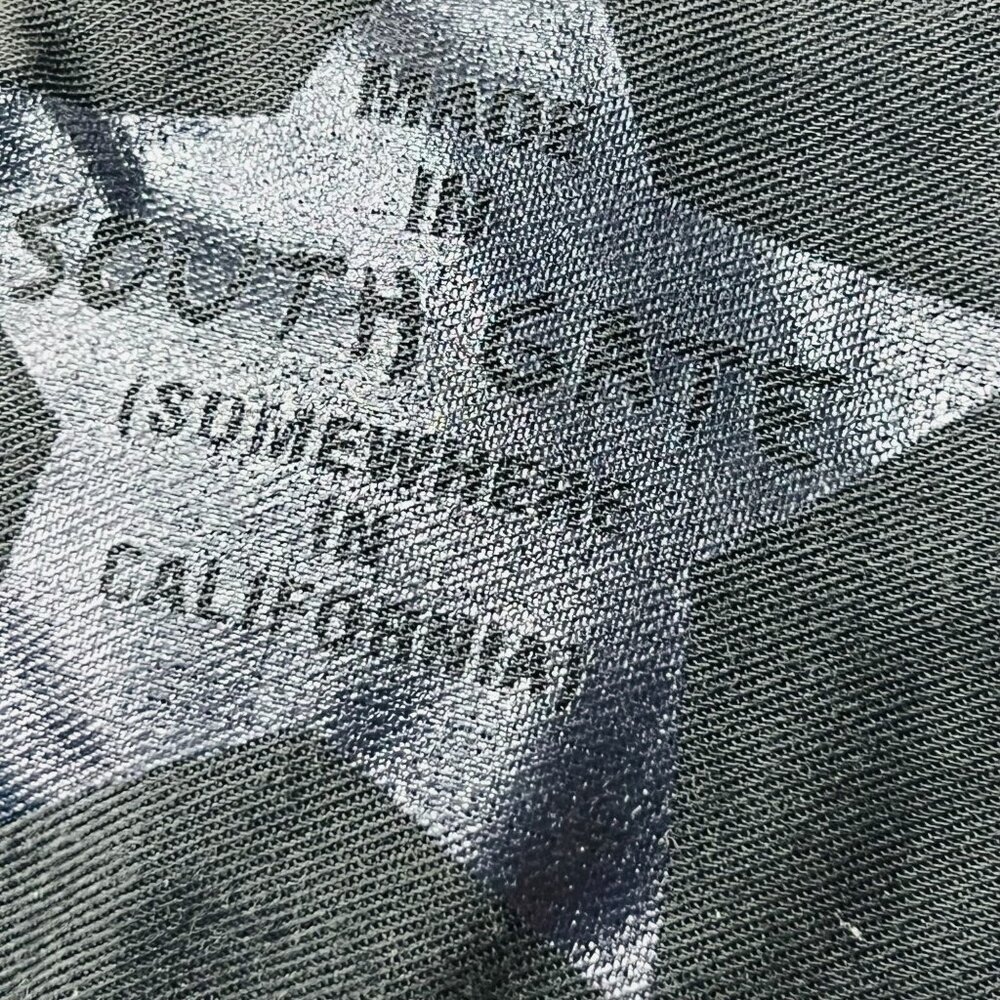 MADE
IN
SOUTH GATE
(SOMEWHERE
IN
CALIFORNIA)